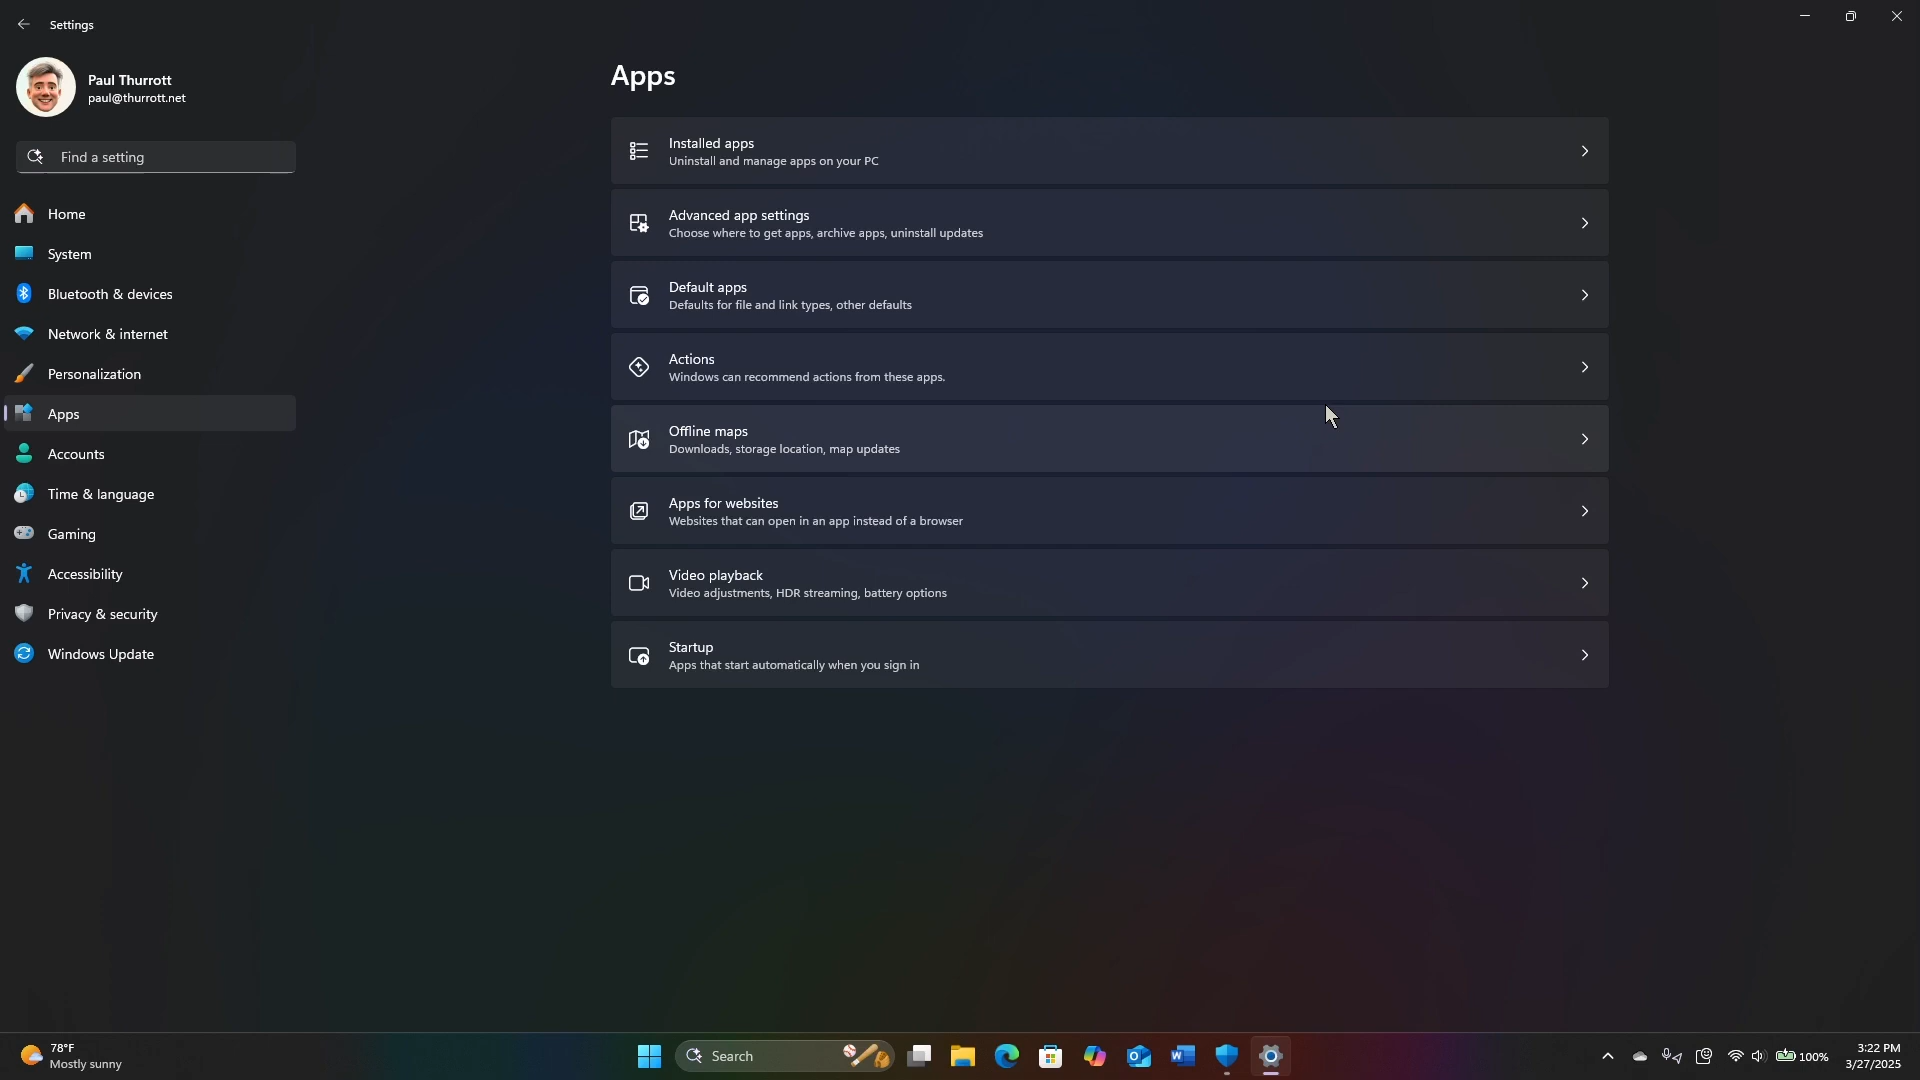 Settings
Paul Thurrott
paul@thurrott.net
Find a setting
Home
System
Bluetooth & devices
Network & internet
Personalization
Apps
Accounts
Time & language
Gaming
Accessibility
Privacy & security
Windows Update
Apps
Installed apps
Uninstall and manage apps on your PC
Advanced app settings
Choose where to get apps, archive apps, uninstall updates
Default apps
Defaults for file and link types, other defaults
Actions
Windows can recommend actions from these apps.
Offline maps
Downloads, storage location, map updates
Apps for websites
Websites that can open in an app instead of a browser
Video playback
Video adjustments, HDR streaming, battery options
Startup
Apps that start automatically when you sign in
78°F
Mostly sunny
Search
100%
3:22 PM
3/27/2025